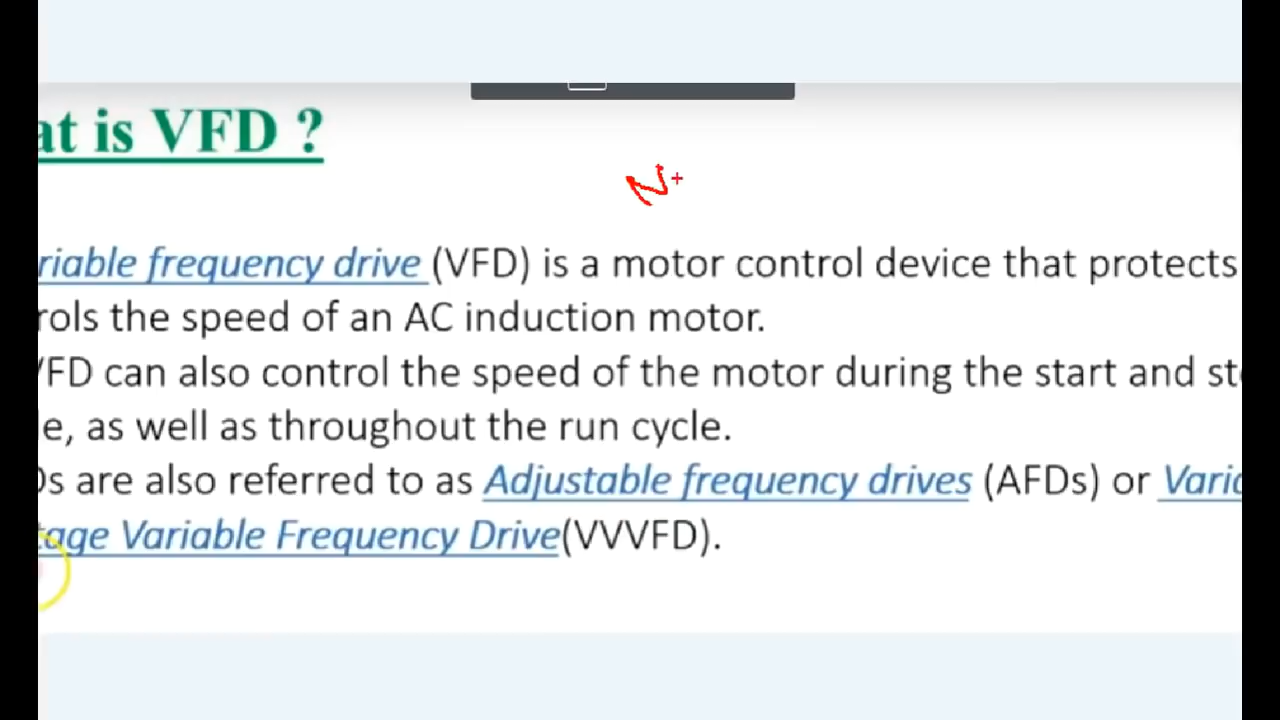 at is VFD ?
N
riable frequency drive (VFD) is a motor control device that protects
rols the speed of an AC induction motor.
VFD can also control the speed of the motor during the start and st
le, as well as throughout the run cycle.
Ds are also referred to as Adjustable frequency drives (AFDs) or Varia
tage Variable Frequency Drive(VVVFD).